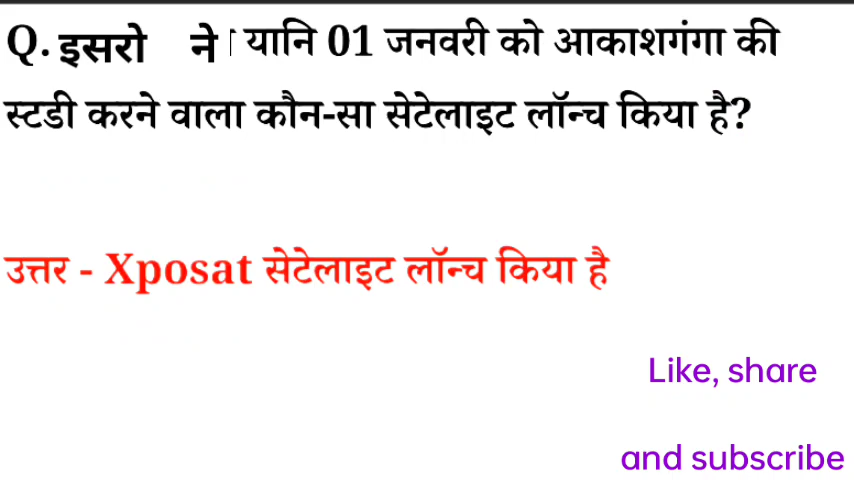 Q. इसरो ने यानि 01 जनवरी को आकाशगंगा की
स्टडी करने वाला कौन-सा सेटेलाइट लॉन्च किया है?
उत्तर - Xposat सेटेलाइट लॉन्च किया है
Like, share
and subscribe